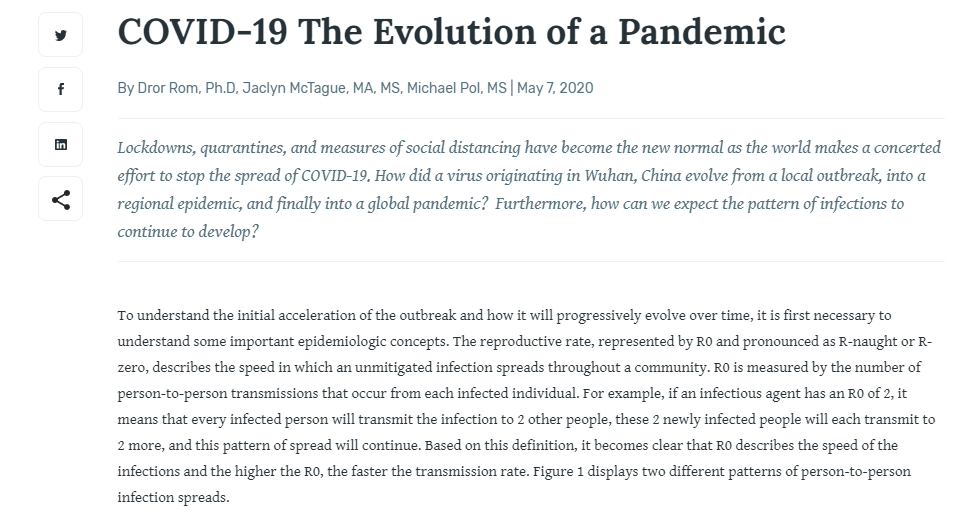 COVID-19 The Evolution of a Pandemic
By Dror Rom, Ph.D, Jaclyn McTague, MA, MS, Michael Pol, MS | May 7, 2020
Lockdowns, quarantines, and measures of social distancing have become the new normal as the world makes a concerted
effort to stop the spread of COVID-19. How did a virus originating in Wuhan, China evolve from a local outbreak, into a
regional epidemic, and finally into a global pandemic?  Furthermore, how can we expect the pattern of infections to
continue to develop?
To understand the initial acceleration of the outbreak and how it will progressively evolve over time, it is first necessary to
understand some important epidemiologic concepts. The reproductive rate, represented by R0 and pronounced as R-naught or R-
zero, describes the speed in which an unmitigated infection spreads throughout a community. R0 is measured by the number of
person-to-person transmissions that occur from each infected individual. For example, if an infectious agent has an R0 of 2, it
means that every infected person will transmit the infection to 2 other people, these 2 newly infected people will each transmit to
2 more, and this pattern of spread will continue. Based on this definition, it becomes clear that R0 describes the speed of the
infections and the higher the R0, the faster the transmission rate. Figure 1 displays two different patterns of person-to-person
infection spreads.